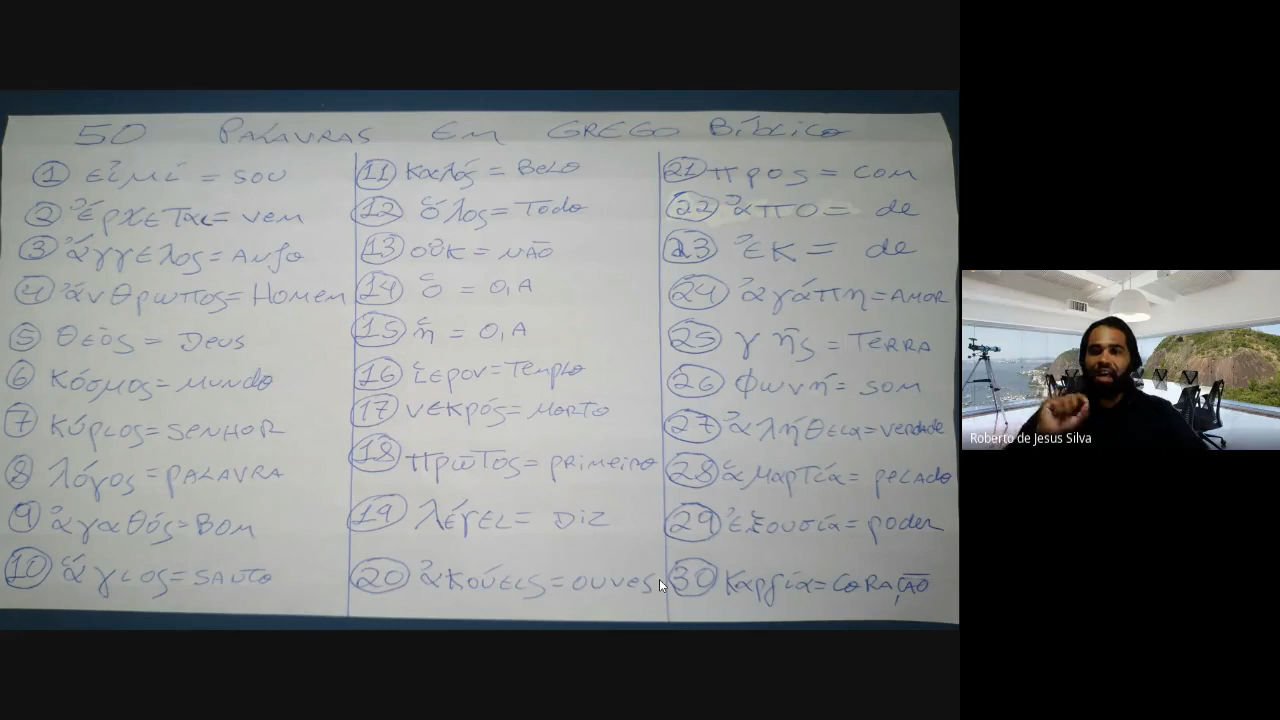 50 PALAVRAS EM GREGO BÍBLICO
① εἰμί = SOU
② Ἔρχεται = VEM
③ ἄγγελος = ANJO
④ ἄνθρωπος = HOMEM
⑤ θεὸς = DEUS
⑥ κόσμος = MUNDO
⑦ κύριος = SENHOR
⑧ λόγος = PALAVRA
⑨ ἀγαθός = BOM
⑩ ἅγιος = SANTO
⑪ καλός = BELO
⑫ ὅλος = TODO
⑬ οὐκ = NÃO
⑭ ὅ = O, A
⑮ ἥ = O, A
⑯ ἱερον = TEMPLO
⑰ νεκρός = MORTO
⑱ πρῶτος = PRIMEIRO
⑲ λέγει = DIZ
⑳ ἀκούεις = OUVES
㉑ προς = COM
㉒ ἀπο = de
㉓ ἐκ = de
㉔ ἀγάπη = AMOR
㉕ γῆς = TERRA
㉖ φωνή = SOM
㉗ ἀλήθεια = VERDADE
㉘ ἁμαρτία = PECADO
㉙ ἐξουσία = PODER
㉚ καρδία = CORAÇÃO
Roberto de Jesus Silva